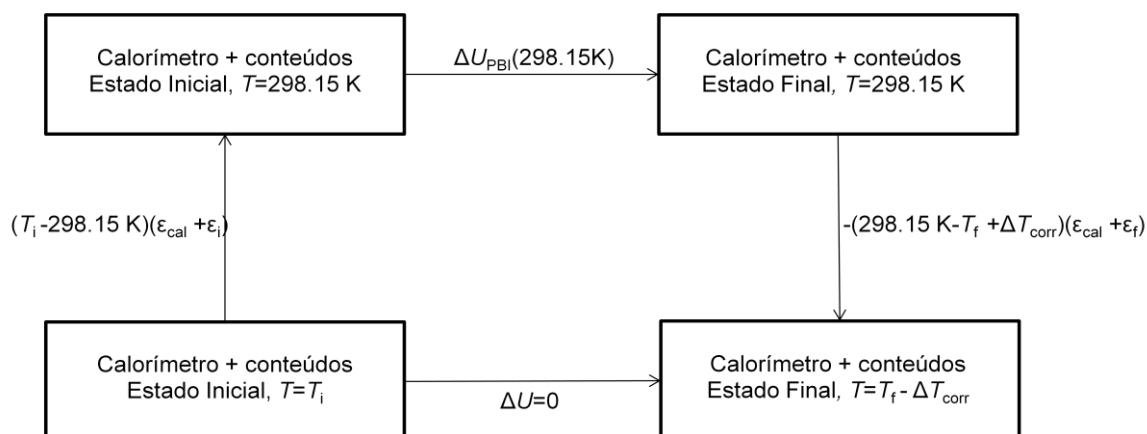 Calorímetro + conteúdos
Estado Inicial, T=298.15 K
ΔU_PBI(298.15K)
Calorímetro + conteúdos
Estado Final, T=298.15 K
(T_i -298.15 K)(ε_cal +ε_i)
-(298.15 K-T_f +ΔT_corr)(ε_cal +ε_f)
Calorímetro + conteúdos
Estado Inicial, T=T_i
ΔU=0
Calorímetro + conteúdos
Estado Final, T=T_f - ΔT_corr